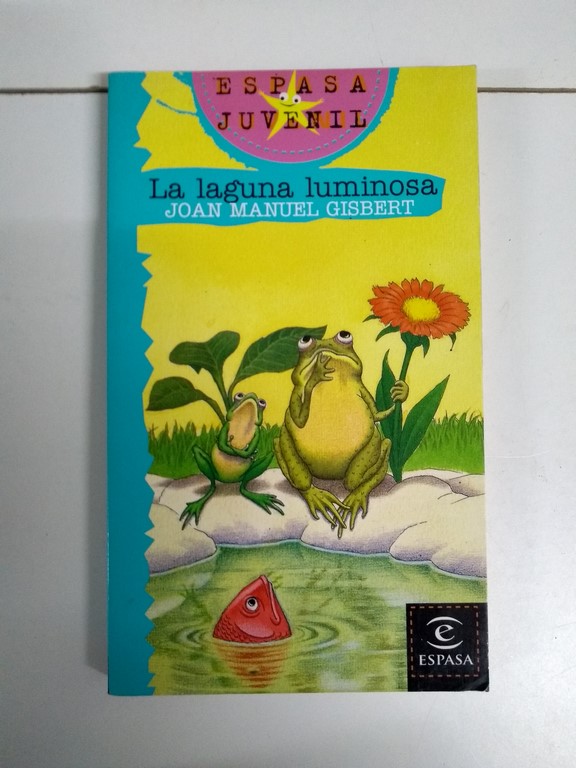 ESPASA
JUVENIL
La laguna luminosa
JOAN MANUEL GISBERT
e
ESPASA